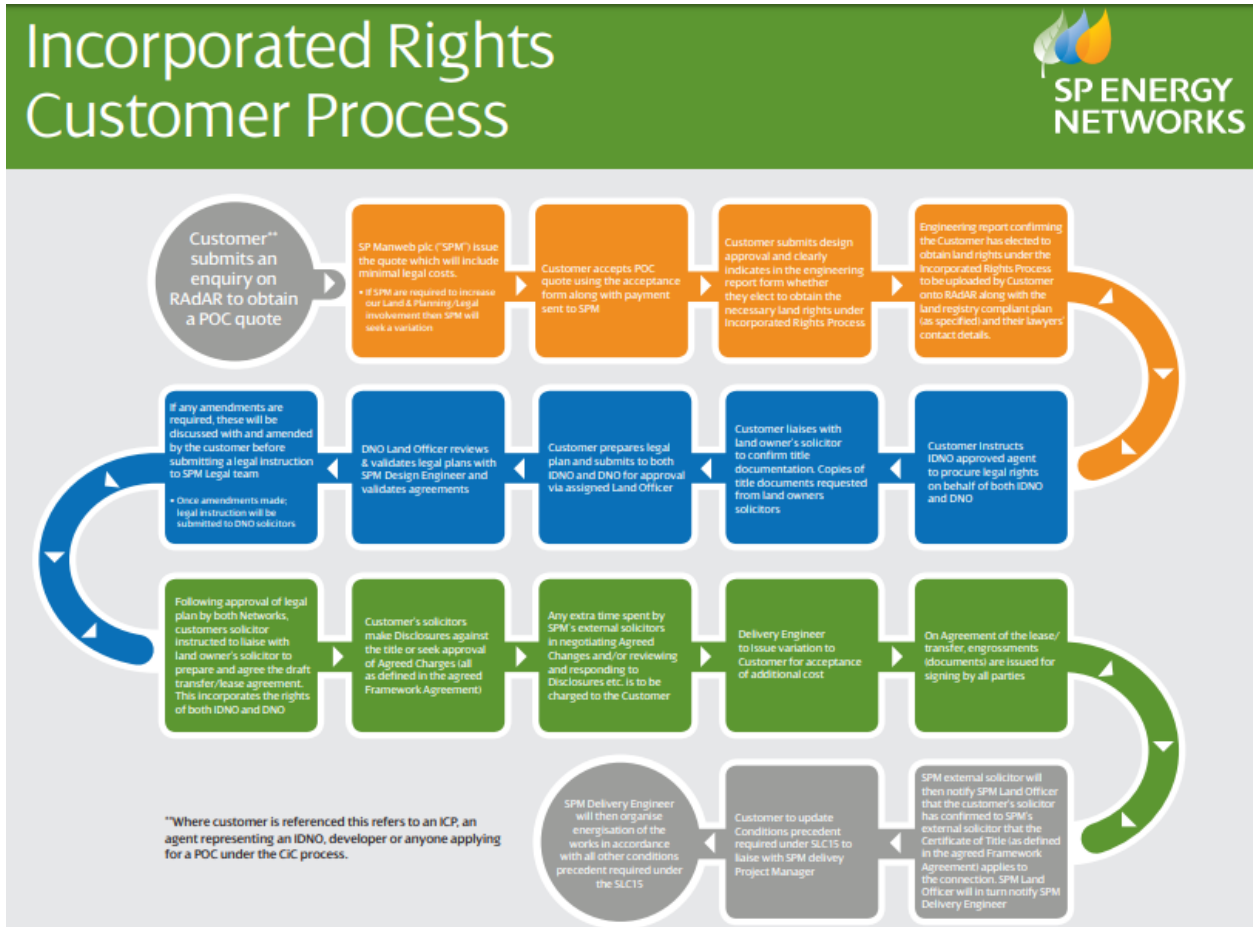 Incorporated Rights
Customer Process
SP ENERGY
NETWORKS
Customer**
submits an
enquiry on
RAdAR to obtain
a POC quote
SP Manweb plc ("SPM") issue
the quote which will include
minimal legal costs.
• If SPM are required to increase
our Land & Planning/Legal
involvement then SPM will
seek a variation
Customer accepts POC
quote using the acceptance
form along with payment
sent to SPM
Customer submits design
approval and clearly
indicates in the engineering
report form whether
they elect to obtain the
necessary land rights under
Incorporated Rights Process
Engineering report confirming
the Customer has elected to
obtain land rights under the
Incorporated Rights Process
to be uploaded by Customer
onto RAdAR along with the
land registry compliant plan
(as specified) and their lawyers'
contact details.
Customer Instructs
IDNO approved agent
to procure legal rights
on behalf of both IDNO
and DNO
Customer liaises with
land owner's solicitor
to confirm title
documentation. Copies of
title documents requested
from land owners
solicitors
Customer prepares legal
plan and submits to both
IDNO and DNO for approval
via assigned Land Officer
DNO Land Officer reviews
& validates legal plans with
SPM Design Engineer and
validates agreements
If any amendments are
required, these will be
discussed with and amended
by the customer before
submitting a legal instruction
to SPM Legal team
• Once amendments made;
legal instruction will be
submitted to DNO solicitors
Following approval of legal
plan by both Networks,
customers solicitor
instructed to liaise with
land owner's solicitor to
prepare and agree the draft
transfer/lease agreement.
This incorporates the rights
of both IDNO and DNO
Customer's solicitors
make Disclosures against
the title or seek approval
of Agreed Charges (all
as defined in the agreed
Framework Agreement)
Any extra time spent by
SPM's external solicitors
in negotiating Agreed
Changes and/or reviewing
and responding to
Disclosures etc. is to be
charged to the Customer
Delivery Engineer
to issue variation to
Customer for acceptance
of additional cost
On Agreement of the lease/
transfer, engrossments
(documents) are issued for
signing by all parties
SPM external solicitor will
then notify SPM Land Officer
that the customer's solicitor
has confirmed to SPM's
external solicitor that the
Certificate of Title (as defined
in the agreed Framework
Agreement) applies to
the connection. SPM Land
Officer will in turn notify SPM
Delivery Engineer
Customer to update
Conditions precedent
required under SLC15 to
liaise with SPM delivey
Project Manager
SPM Delivery Engineer
will then organise
energisation of the
works in accordance
with all other conditions
precedent required under
the SLC15
**Where customer is referenced this refers to an ICP, an
agent representing an IDNO, developer or anyone applying
for a POC under the CiC process.